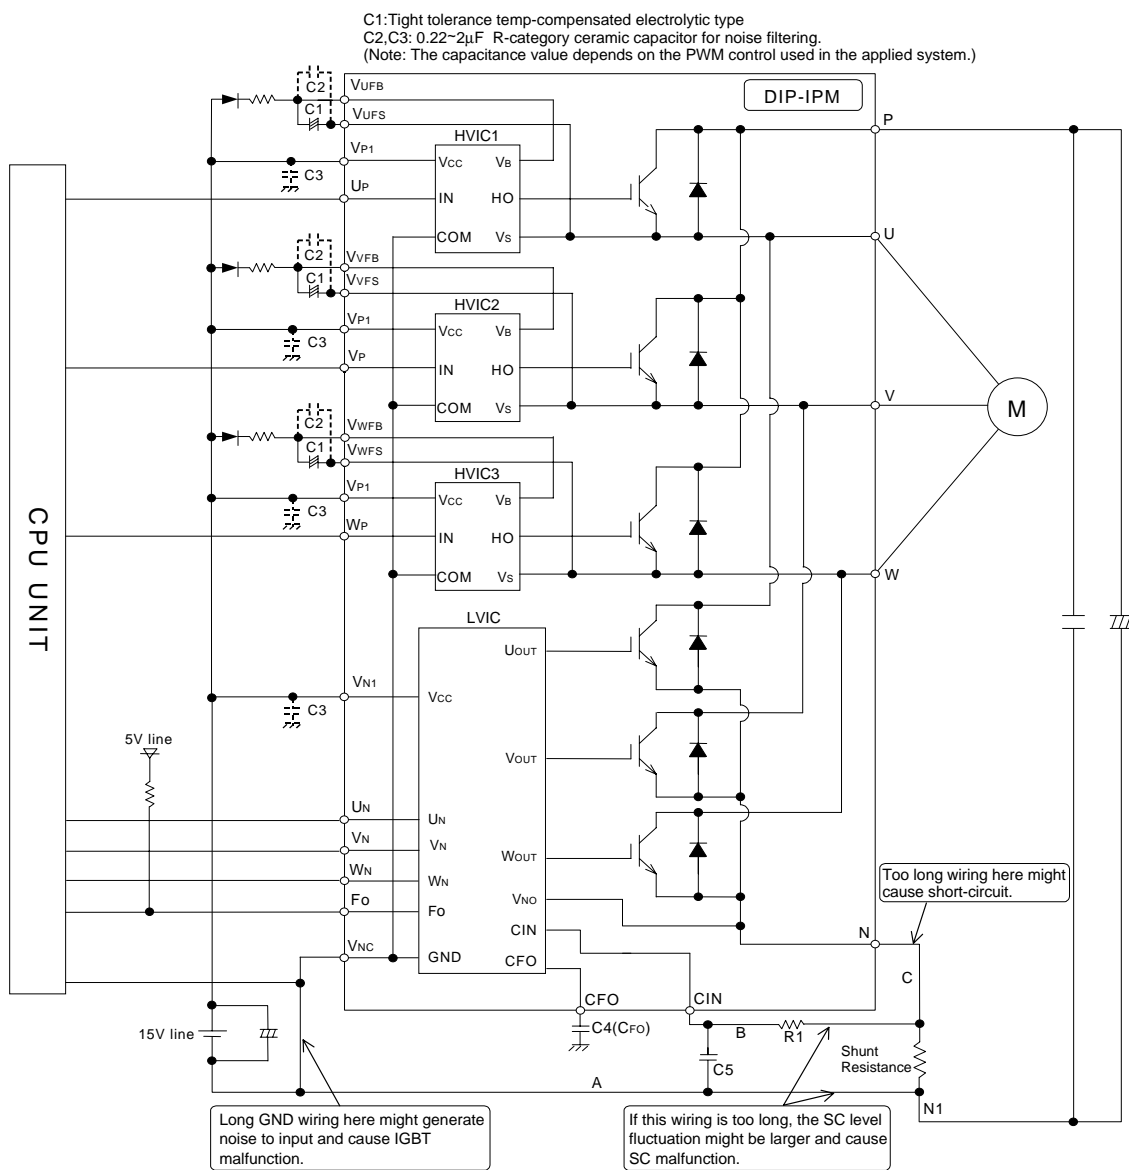 C1:Tight tolerance temp-compensated electrolytic type
C2,C3: 0.22~2µF R-category ceramic capacitor for noise filtering.
(Note: The capacitance value depends on the PWM control used in the applied system.)
DIP-IPM
C2
C1
VUFB
VUFS
P
HVIC1
VP1
VCC
VB
C3
UP
IN
HO
COM
VS
U
C2
C1
VVFB
VVFS
HVIC2
VP1
VCC
VB
C3
VP
IN
HO
COM
VS
V
M
C2
C1
VWFB
VWFS
HVIC3
VP1
VCC
VB
C3
WP
IN
HO
COM
VS
W
CPU UNIT
LVIC
UOUT
VN1
VCC
C3
5V line
VOUT
UN
UN
VN
VN
WN
WN
WOUT
Fo
Fo
VNO
CIN
VNC
GND
CFO
Too long wiring here might
cause short-circuit.
N
C
CFO
CIN
15V line
C4(CFO)
B
R1
C5
Shunt
Resistance
A
N1
Long GND wiring here might generate
noise to input and cause IGBT
malfunction.
If this wiring is too long, the SC level
fluctuation might be larger and cause
SC malfunction.